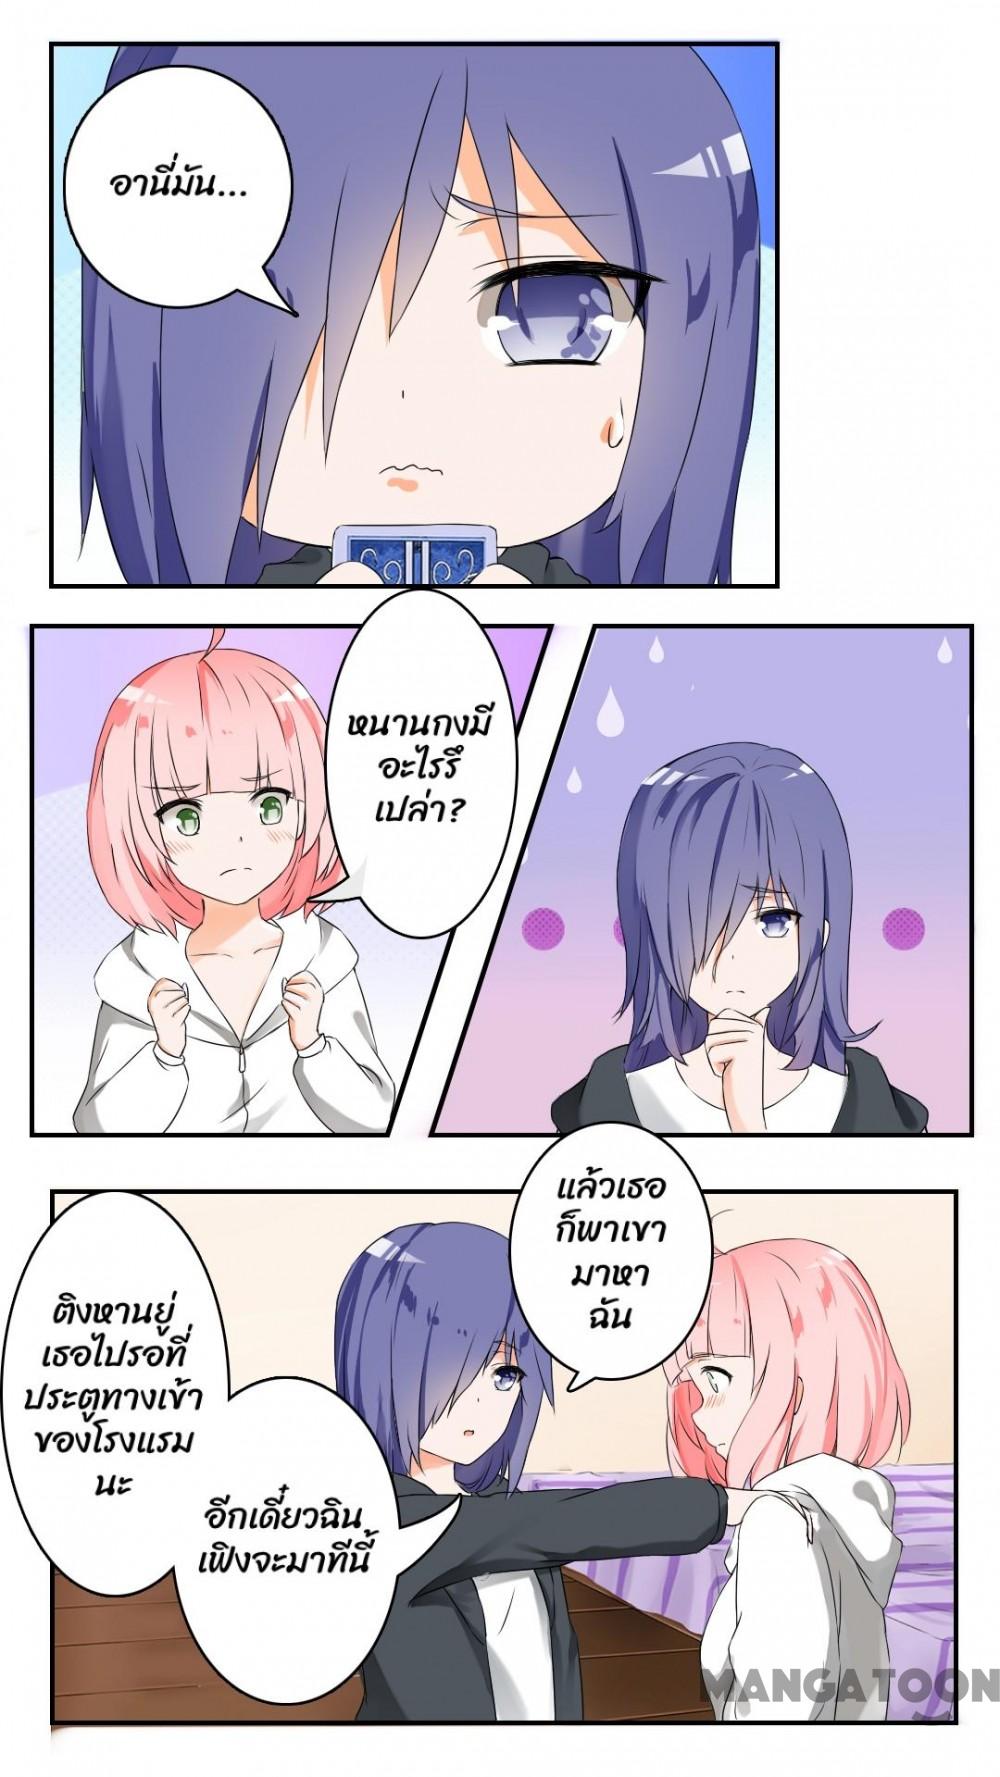 อานี่มัน...
หนานกงมี
อะไรรึ
เปล่า?
ติงหานยู่
เธอไปรอที่
ประตูทางเข้า
ของโรงแรม
นะ
อีกเดี๋ยวฉิน
เฟิงจะมาทีนี้
แล้วเธอ
ก็พาเขา
มาหา
ฉัน
MANGATOON